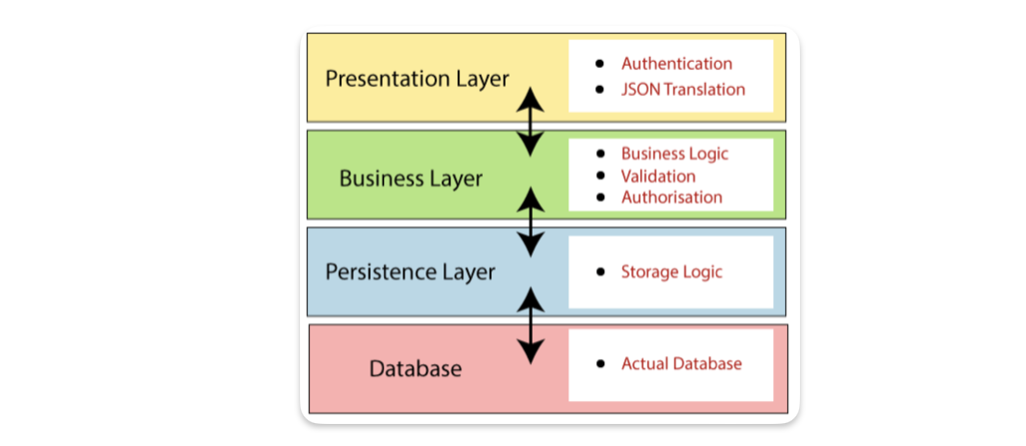 Presentation Layer
Authentication
JSON Translation
Business Layer
Business Logic
Validation
Authorisation
Persistence Layer
Storage Logic
Database
Actual Database